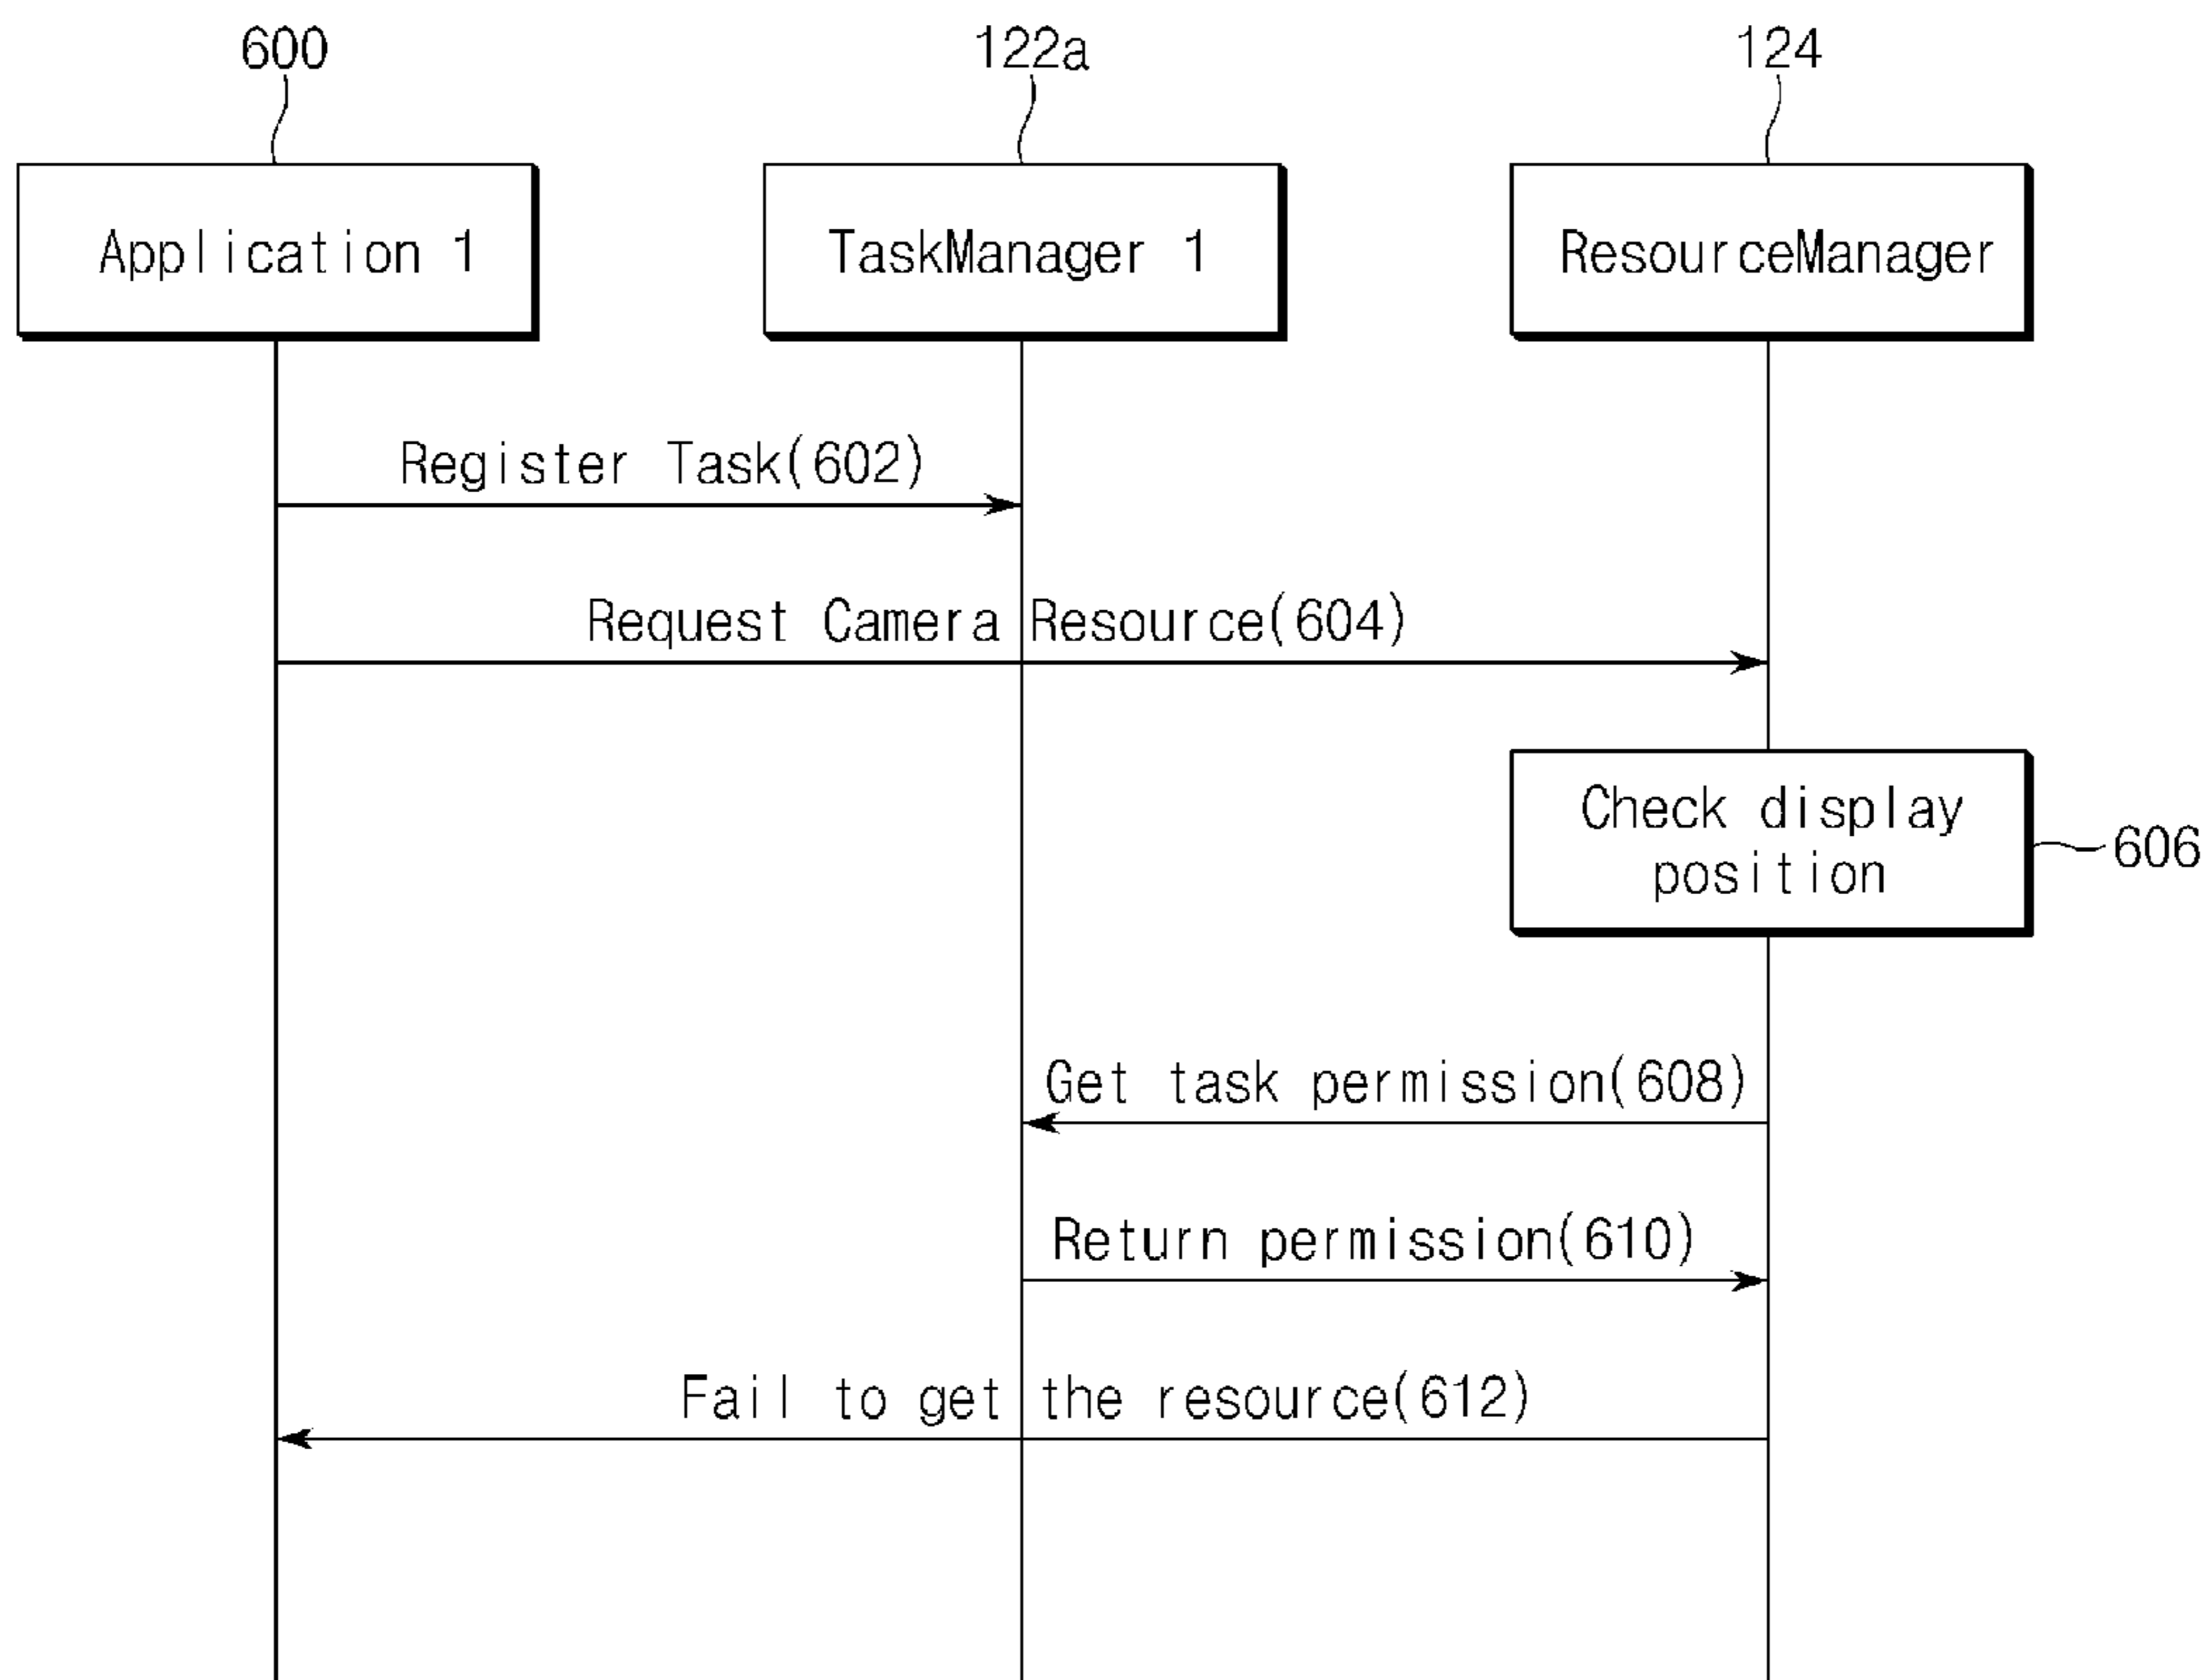 600
122a
124
Application 1
TaskManager 1
ResourceManager
Register Task(602)
Request Camera Resource(604)
Check display
position
606
Get task permission(608)
Return permission(610)
Fail to get the resource(612)